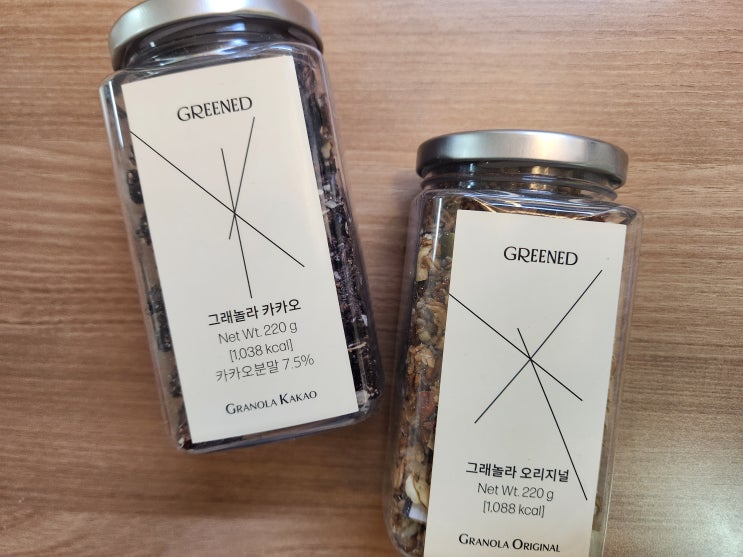 GREENED
그래놀라 카카오
Net Wt. 220 g
[1,038 kcal]
카카오분말 7.5%
GRANOLA KAKAO
GREENED
그래놀라 오리지널
Net Wt. 220 g
[1,088 kcal]
GRANOLA ORIGINAL